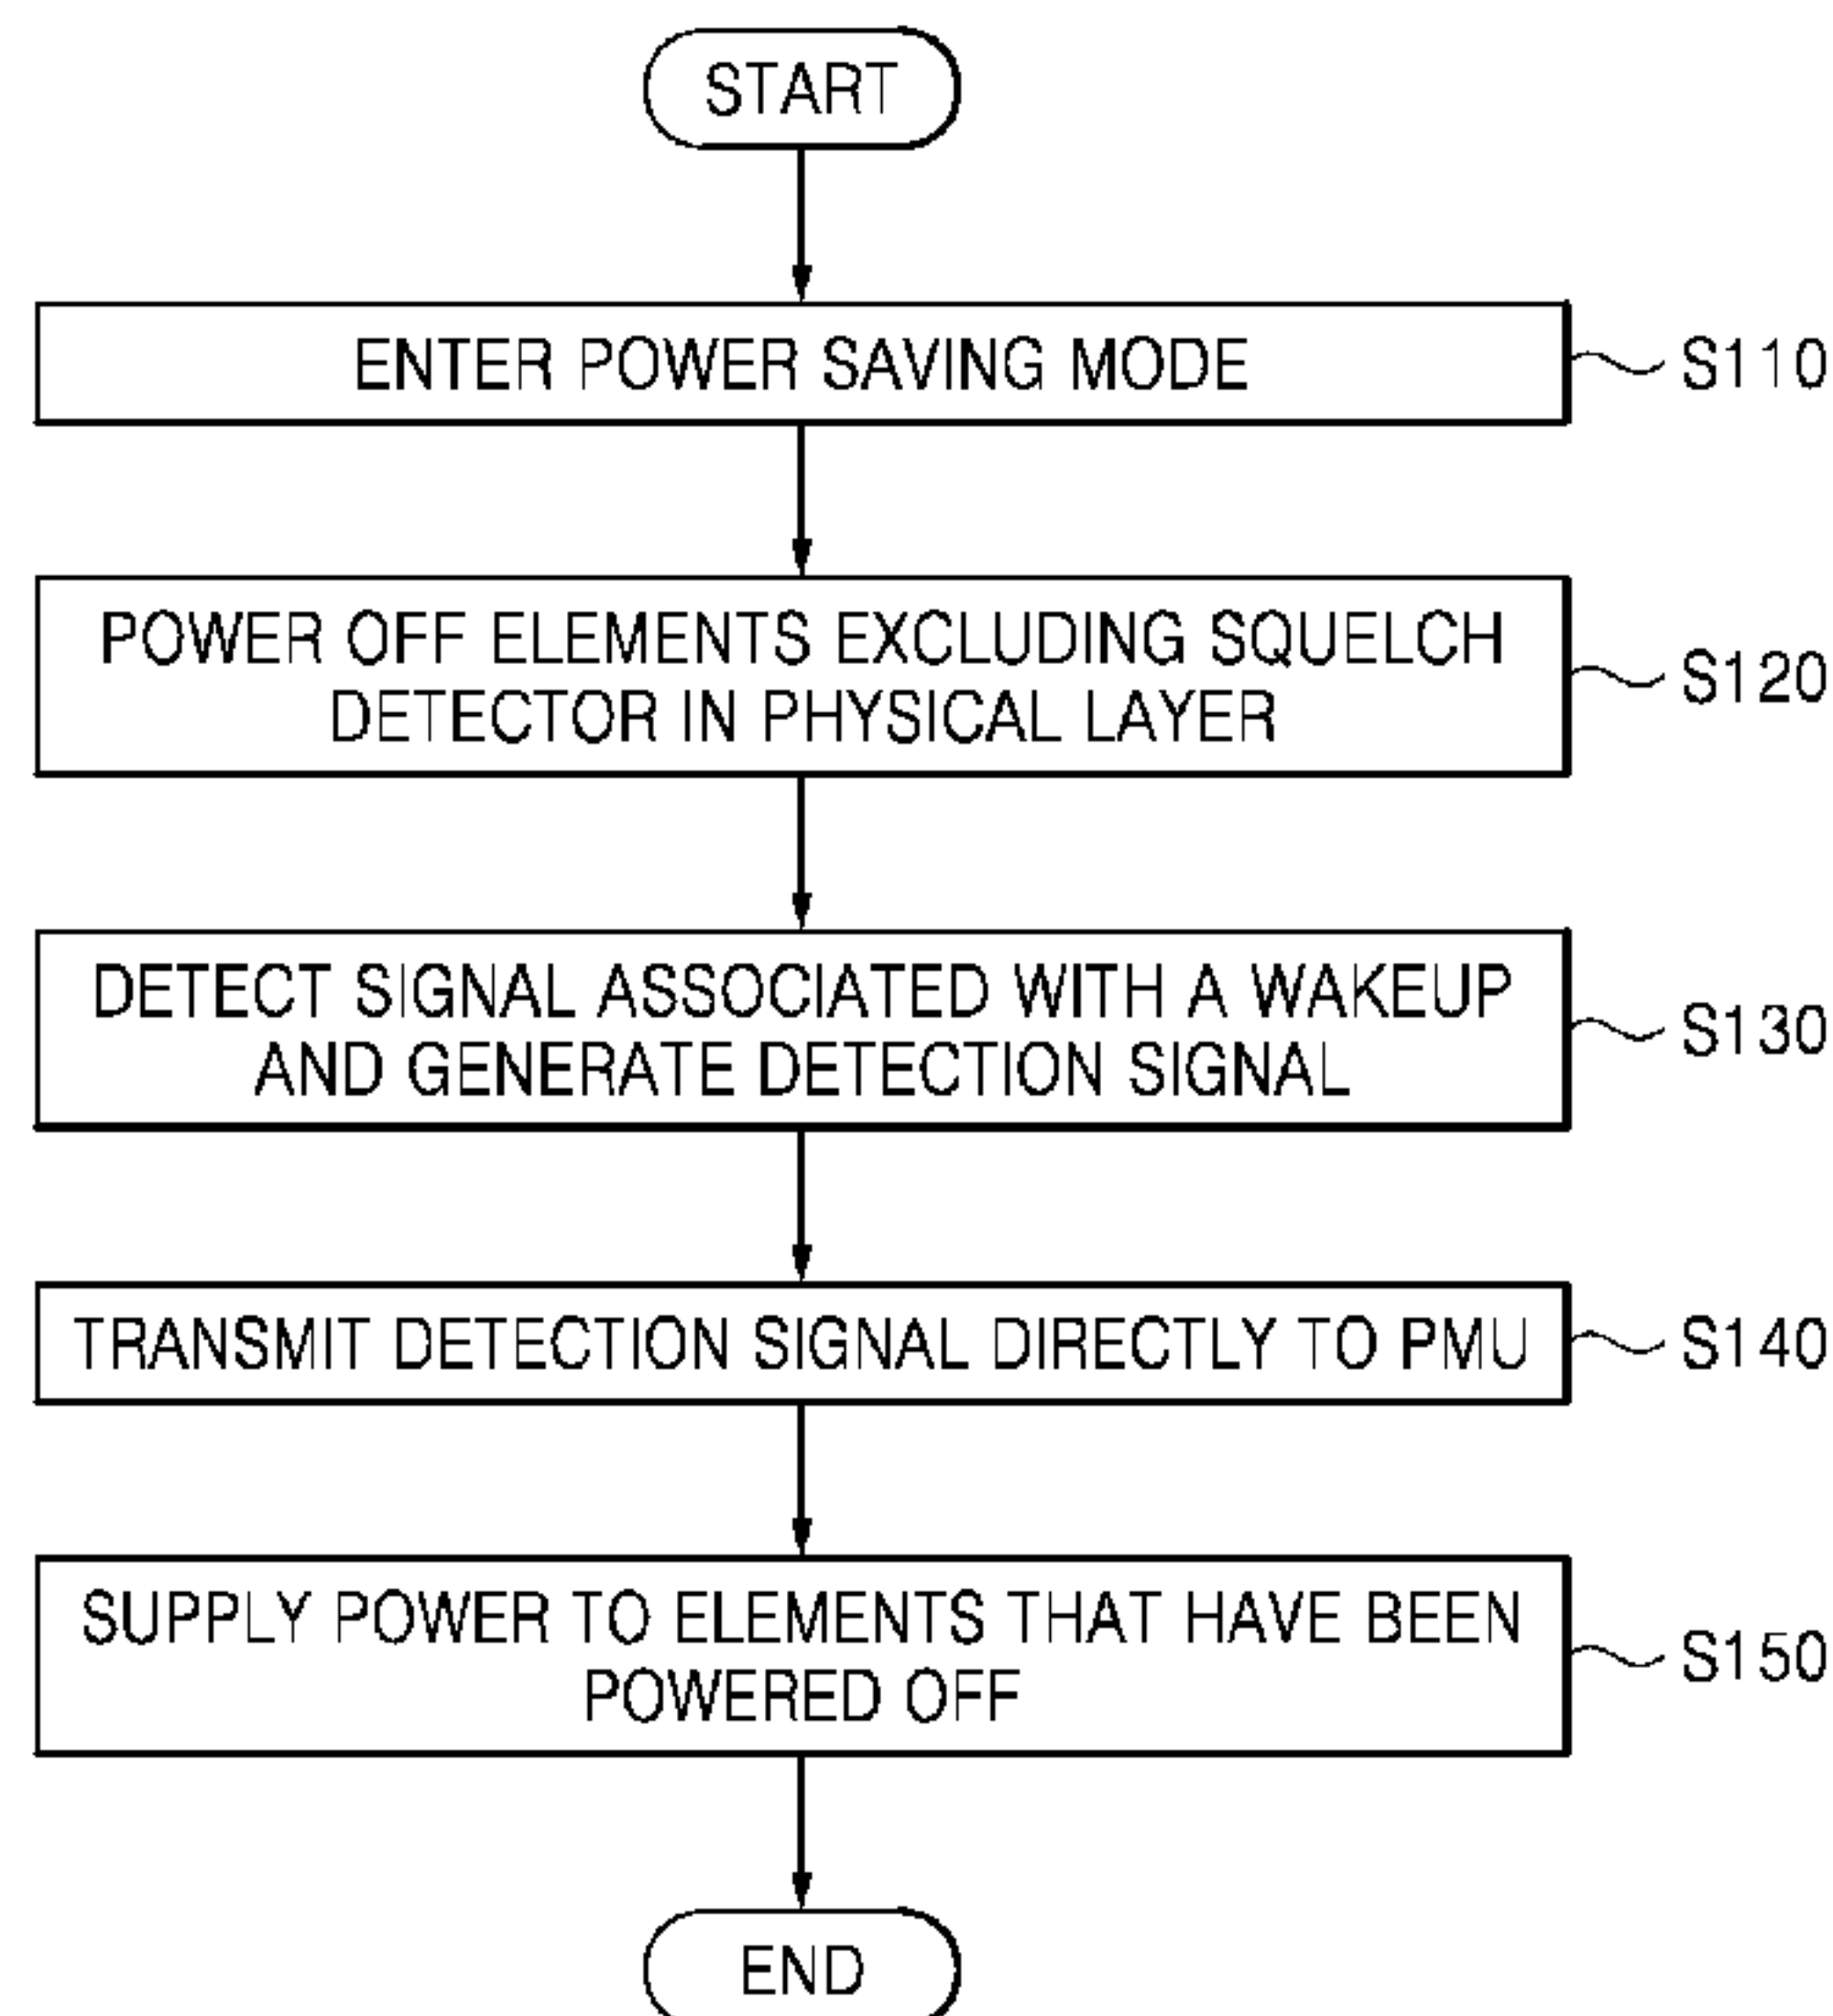 START
ENTER POWER SAVING MODE
S110
POWER OFF ELEMENTS EXCLUDING SQUELCH
DETECTOR IN PHYSICAL LAYER
S120
DETECT SIGNAL ASSOCIATED WITH A WAKEUP
AND GENERATE DETECTION SIGNAL
S130
TRANSMIT DETECTION SIGNAL DIRECTLY TO PMU
S140
SUPPLY POWER TO ELEMENTS THAT HAVE BEEN
POWERED OFF
S150
END